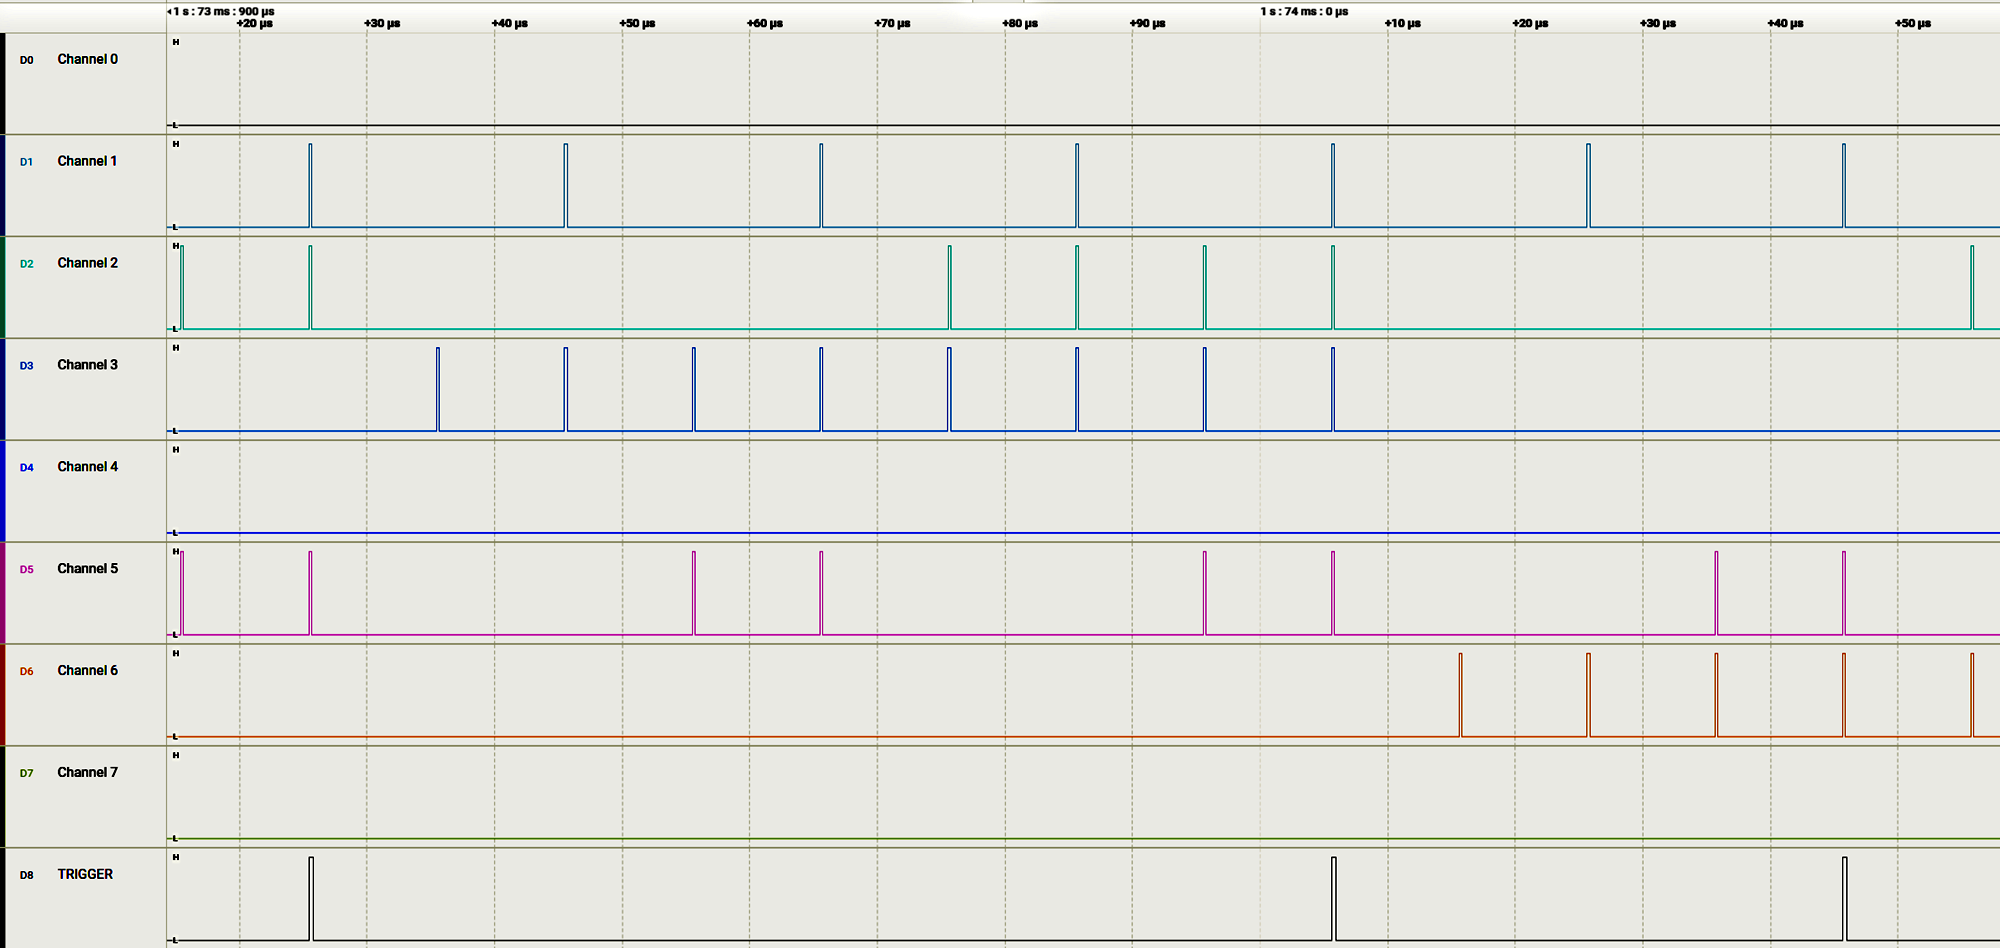 1 s : 73 ms : 900 µs 1 s : 74 ms : 0 µs
+20 µs +30 µs +40 µs +50 µs +60 µs +70 µs +80 µs +90 µs +10 µs +20 µs +30 µs +40 µs +50 µs
H
D0 Channel 0
L
H
D1 Channel 1
L
H
D2 Channel 2
L
H
D3 Channel 3
L
H
D4 Channel 4
L
H
D5 Channel 5
L
H
D6 Channel 6
L
H
D7 Channel 7
L
H
D8 TRIGGER
L